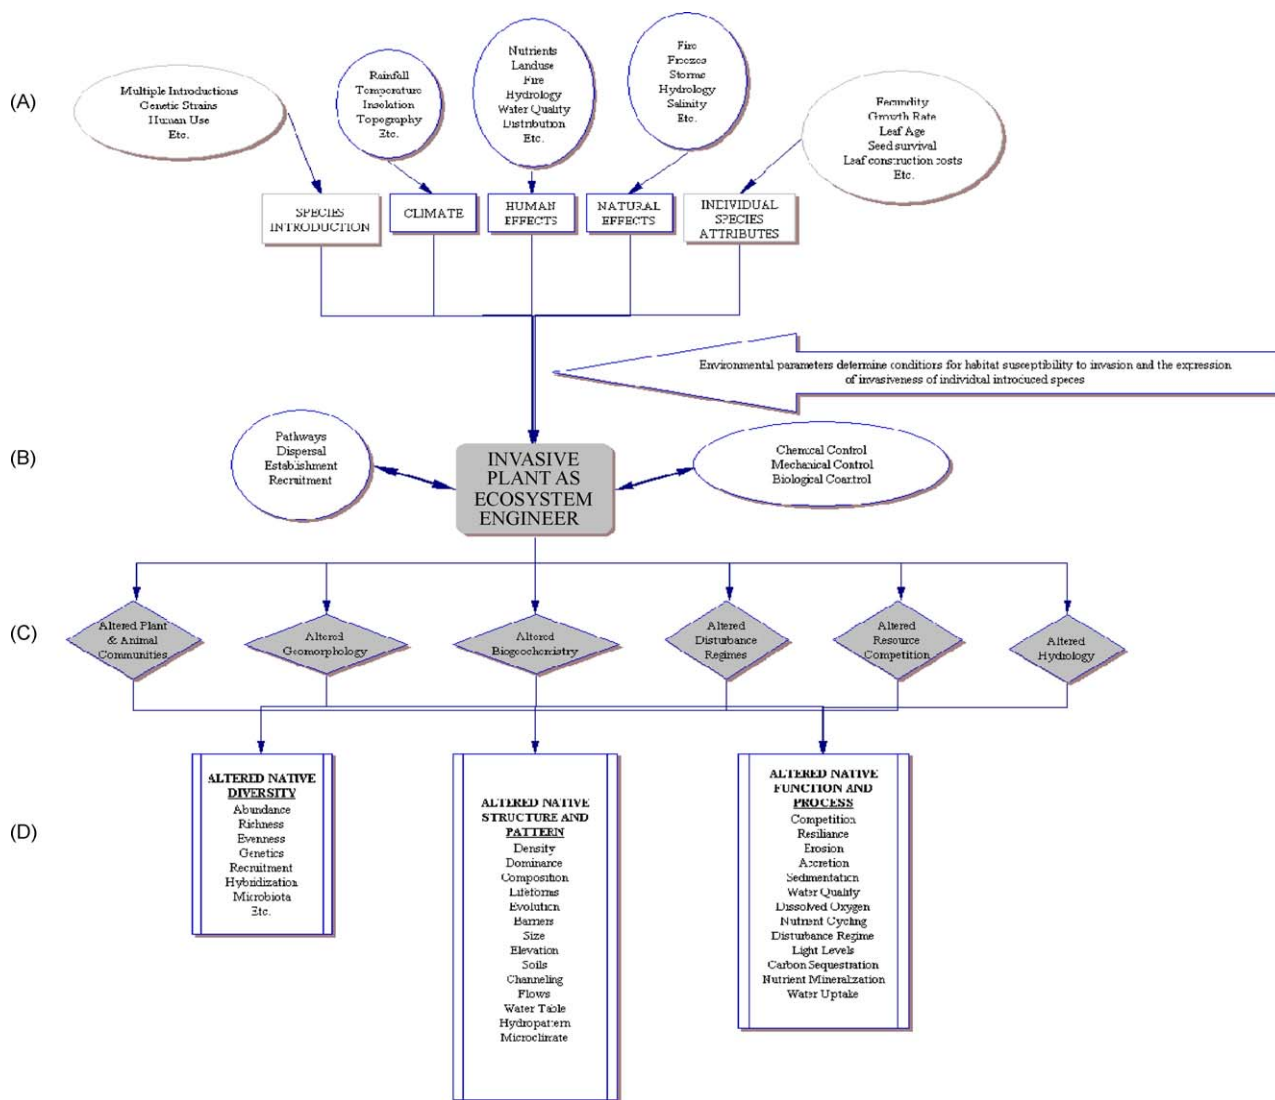 (A)
Multiple Introductions
Genetic Strains
Human Use
Etc.
Rainfall
Temperature
Insolation
Topography
Etc.
Nutrients
Landuse
Fire
Hydrology
Water Quality
Distribution
Etc.
Fire
Freezes
Storms
Hydrology
Salinity
Etc.
Fecundity
Growth Rate
Leaf Age
Seed survival
Leaf construction costs
Etc.
SPECIES
INTRODUCTION
CLIMATE
HUMAN
EFFECTS
NATURAL
EFFECTS
INDIVIDUAL
SPECIES
ATTRIBUTES
Environmental parameters determine conditions for habitat susceptibility to invasion and the expression
of invasiveness of individual introduced speces
(B)
Pathways
Dispersal
Establishment
Recruitment
INVASIVE
PLANT AS
ECOSYSTEM
ENGINEER
Chemical Control
Mechanical Control
Biological Coartrol
(C)
Altered Plant
& Animal
Communities
Altered
Geomorphology
Altered
Biogeochemistry
Altered
Disturbance
Regimes
Altered
Resource
Competition
Altered
Hydrology
(D)
ALTERED NATIVE
DIVERSITY
Abundance
Richness
Evenness
Genetics
Recruitment
Hybridization
Microbiota
Etc.
ALTERED NATIVE
STRUCTURE AND
PATTERN
Density
Dominance
Composition
Lifeforms
Evolution
Barriers
Size
Elevation
Soils
Channeling
Flows
Water Table
Hydropattern
Microclimate
ALTERED NATIVE
FUNCTION AND
PROCESS
Competition
Resiliance
Erosion
Accretion
Sedimentation
Water Quality
Dissolved Oxygen
Nutrient Cycling
Disturbance Regime
Light Levels
Carbon Sequestration
Nutrient Mineralization
Water Uptake